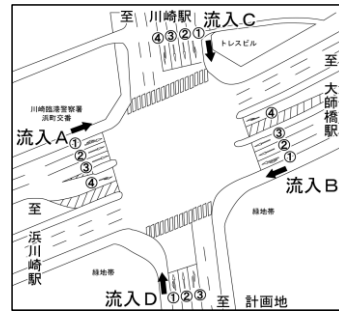 至 川崎駅
④③②①
流入C
トレスビル
至 大師橋駅
川崎臨港警察署
浜町交番
流入A
①
②
③
④
④
③
②
①
流入B
至 浜川崎駅
緑地帯
緑地帯
流入D
①②③
至 計画地